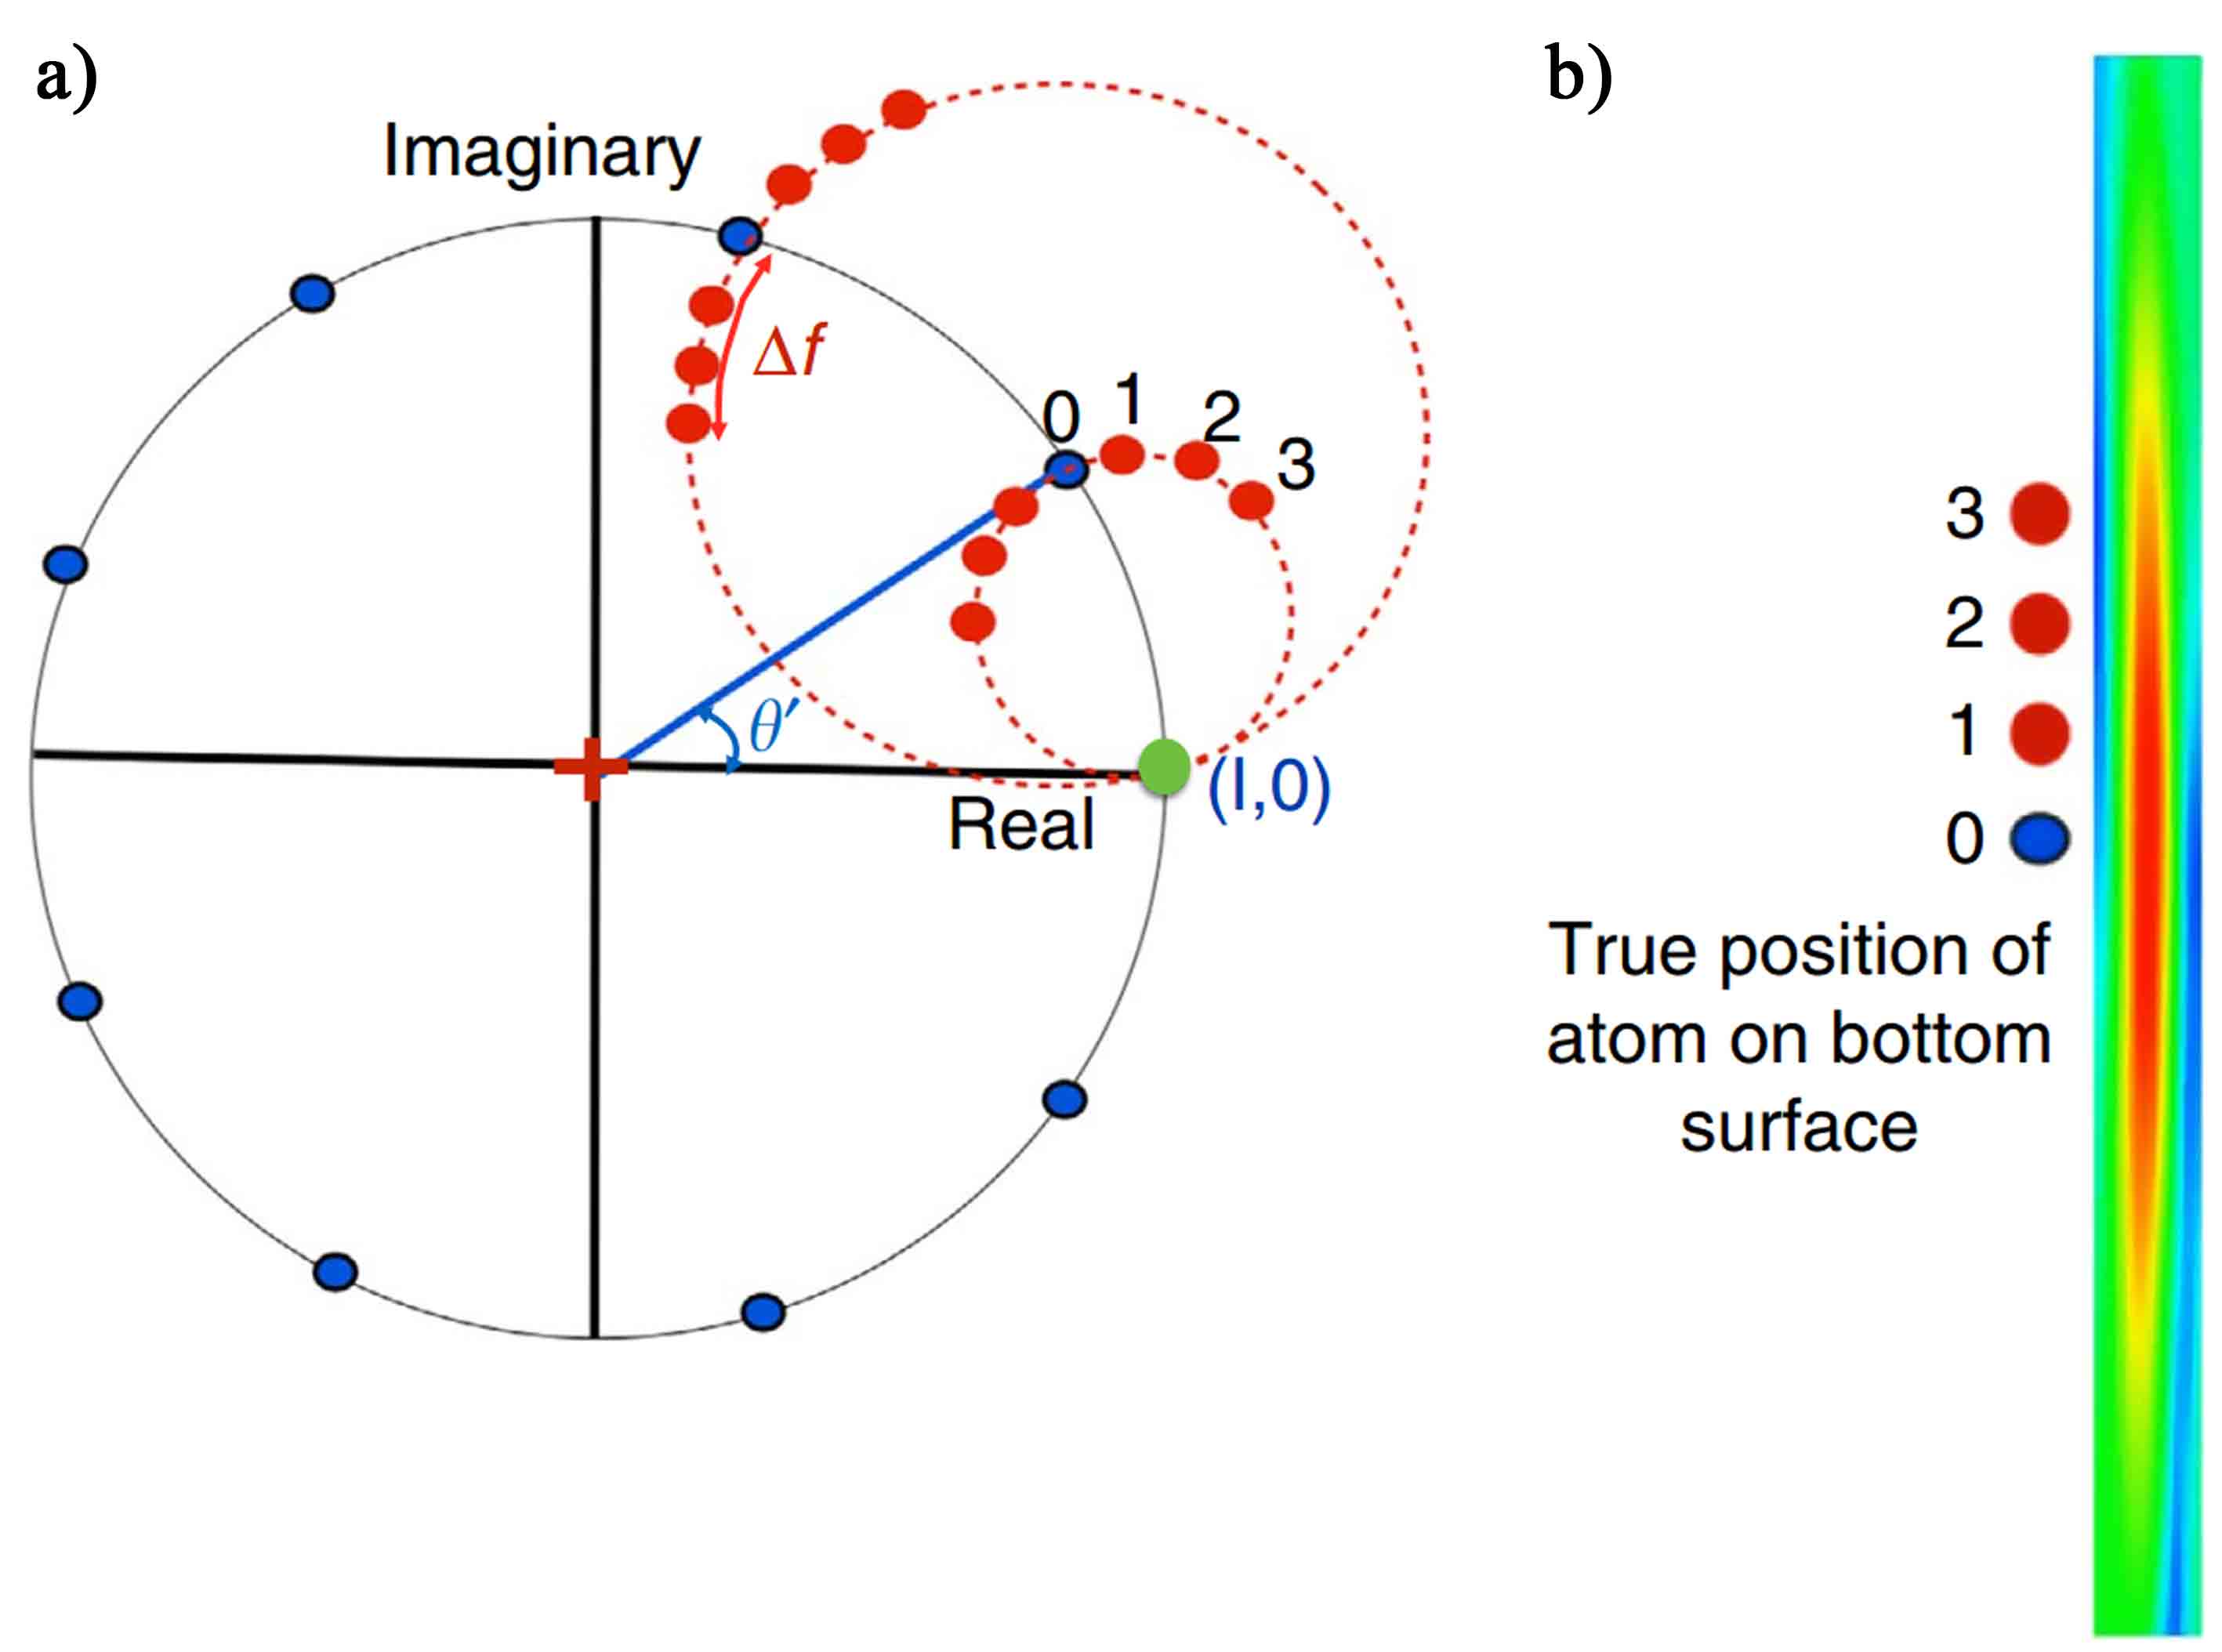 a)
Imaginary
Δf
0 1 2 3
θ′
(l,0)
Real
b)
3
2
1
0
True position of
atom on bottom
surface